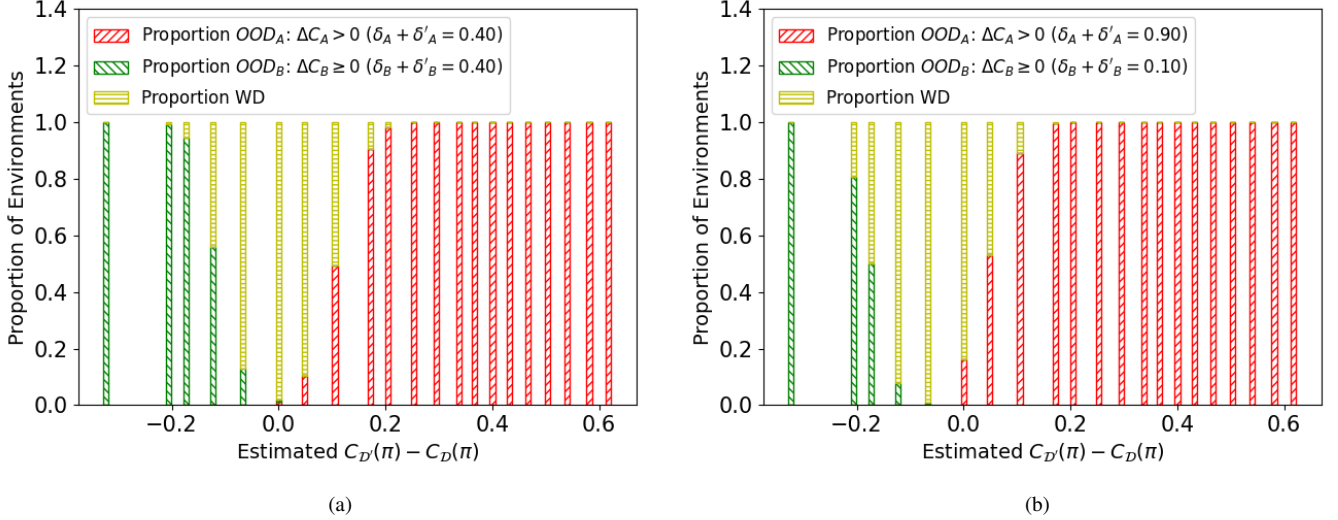 1.4
1.2
1.0
0.8
0.6
0.4
0.2
0.0
Proportion of Environments
Proportion OOD_A: ΔC_A > 0 (δ_A + δ'_A = 0.40)
Proportion OOD_B: ΔC_B ≥ 0 (δ_B + δ'_B = 0.40)
Proportion WD
−0.2 0.0 0.2 0.4 0.6
Estimated C_𝒟′(π) − C_𝒟(π)
(a)
1.4
1.2
1.0
0.8
0.6
0.4
0.2
0.0
Proportion of Environments
Proportion OOD_A: ΔC_A > 0 (δ_A + δ'_A = 0.90)
Proportion OOD_B: ΔC_B ≥ 0 (δ_B + δ'_B = 0.10)
Proportion WD
−0.2 0.0 0.2 0.4 0.6
Estimated C_𝒟′(π) − C_𝒟(π)
(b)